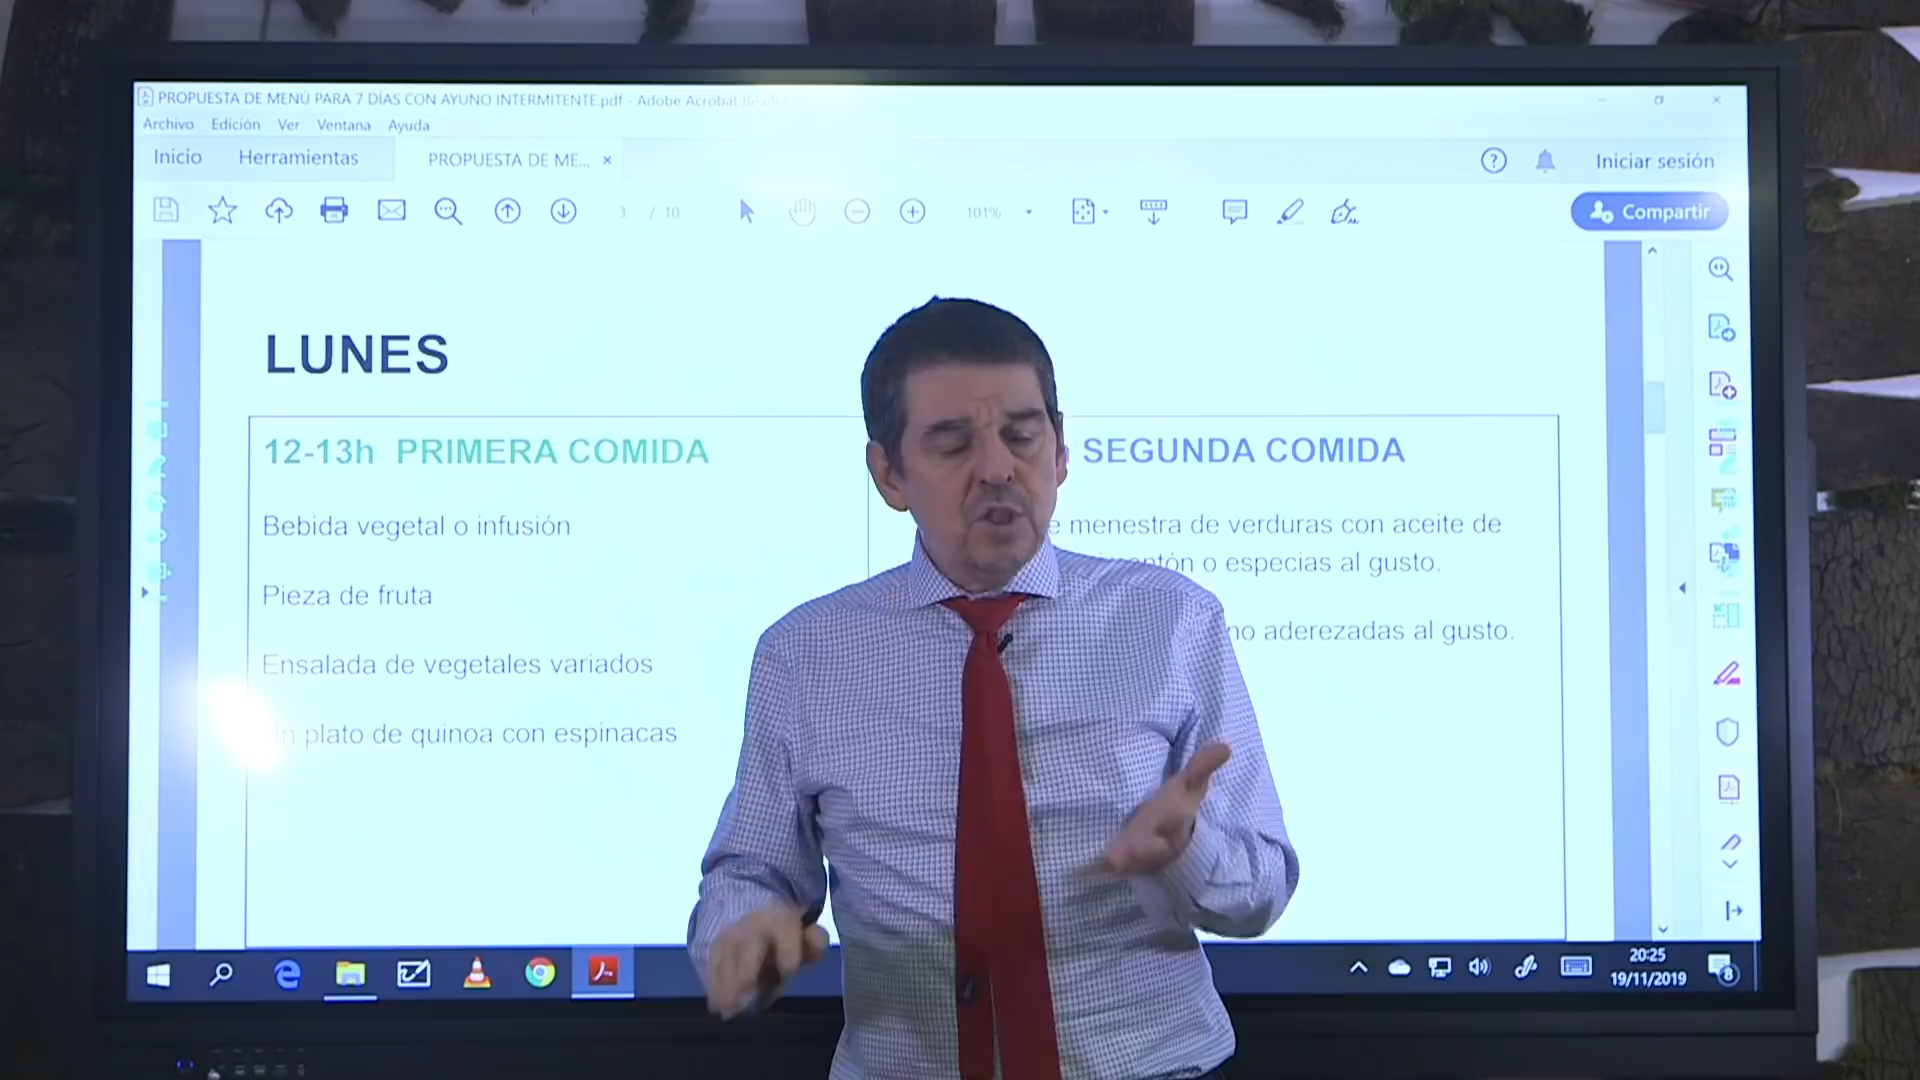 PROPUESTA DE MENÚ PARA 7 DÍAS CON AYUNO INTERMITENTE.pdf - Adobe Acrobat Reader
Archivo Edición Ver Ventana Ayuda
Inicio Herramientas PROPUESTA DE ME... × Iniciar sesión
3 / 10 101% Compartir
LUNES
12-13h PRIMERA COMIDA
Bebida vegetal o infusión
Pieza de fruta
Ensalada de vegetales variados
plato de quinoa con espinacas
SEGUNDA COMIDA
menestra de verduras con aceite de
o especias al gusto.
aderezadas al gusto.
20:25
19/11/2019
8